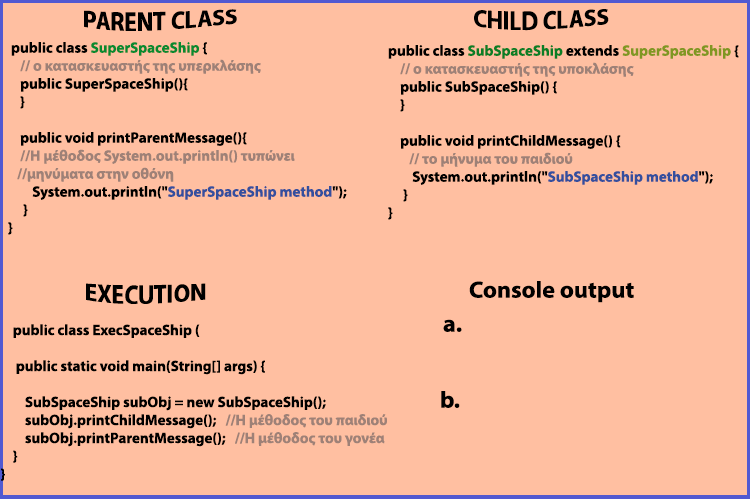 PARENT CLASS
public class SuperSpaceShip {
// ο κατασκευαστής της υπερκλάσης
public SuperSpaceShip(){
}
public void printParentMessage(){
//Η μέθοδος System.out.println() τυπώνει
//μηνύματα στην οθόνη
System.out.println("SuperSpaceShip method");
}
}
CHILD CLASS
public class SubSpaceShip extends SuperSpaceShip {
// ο κατασκευαστής της υποκλάσης
public SubSpaceShip() {
}
public void printChildMessage() {
// το μήνυμα του παιδιού
System.out.println("SubSpaceShip method");
}
}
EXECUTION
public class ExecSpaceShip (
public static void main(String[] args) {
SubSpaceShip subObj = new SubSpaceShip();
subObj.printChildMessage(); //Η μέθοδος του παιδιού
subObj.printParentMessage(); //Η μέθοδος του γονέα
}
}
Console output
a.
b.